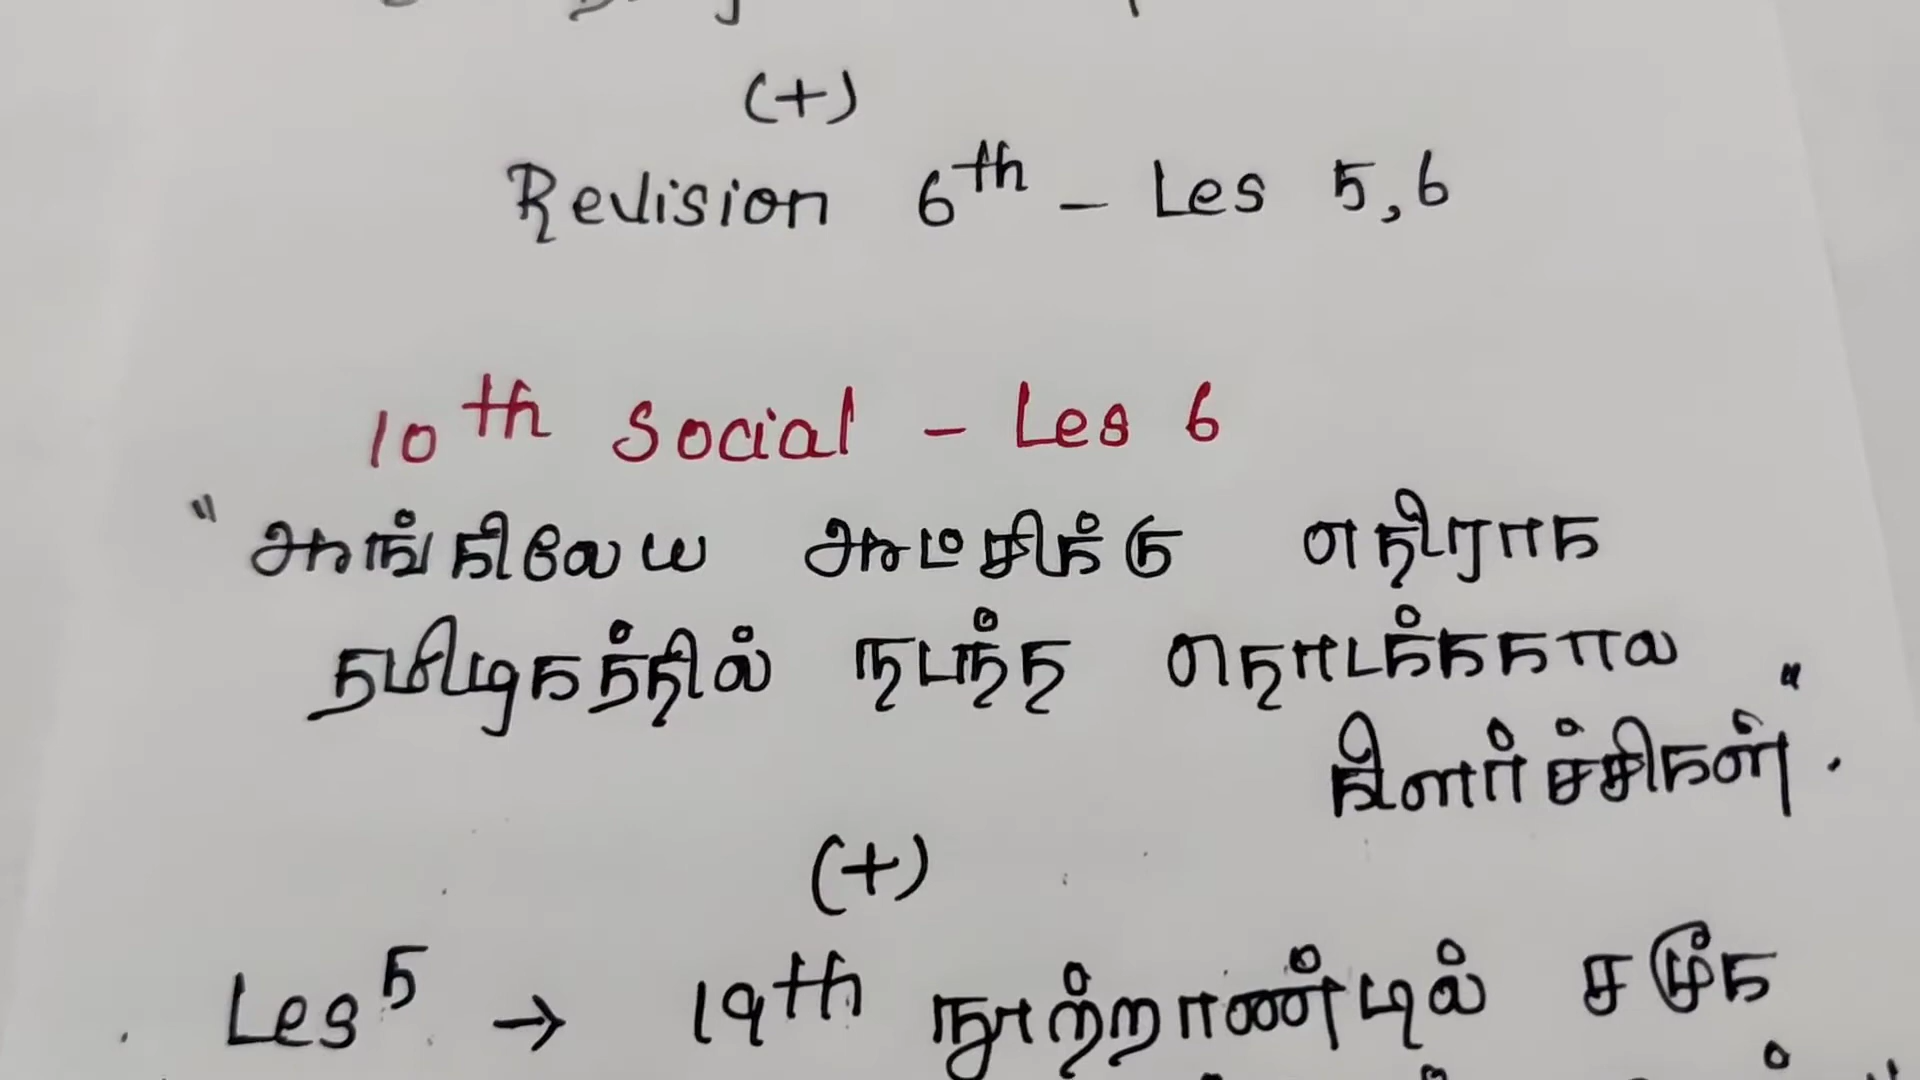 (+)
Revision 6th - Les 5,6
10th Social - Les 6
"ஆங்கிலேய ஆட்சிக்கு எதிராக
தமிழகத்தில் நடந்த தொடக்ககால
கிளர்ச்சிகள்".
(+)
Les 5 → 19th நூற்றாண்டில் சமூக